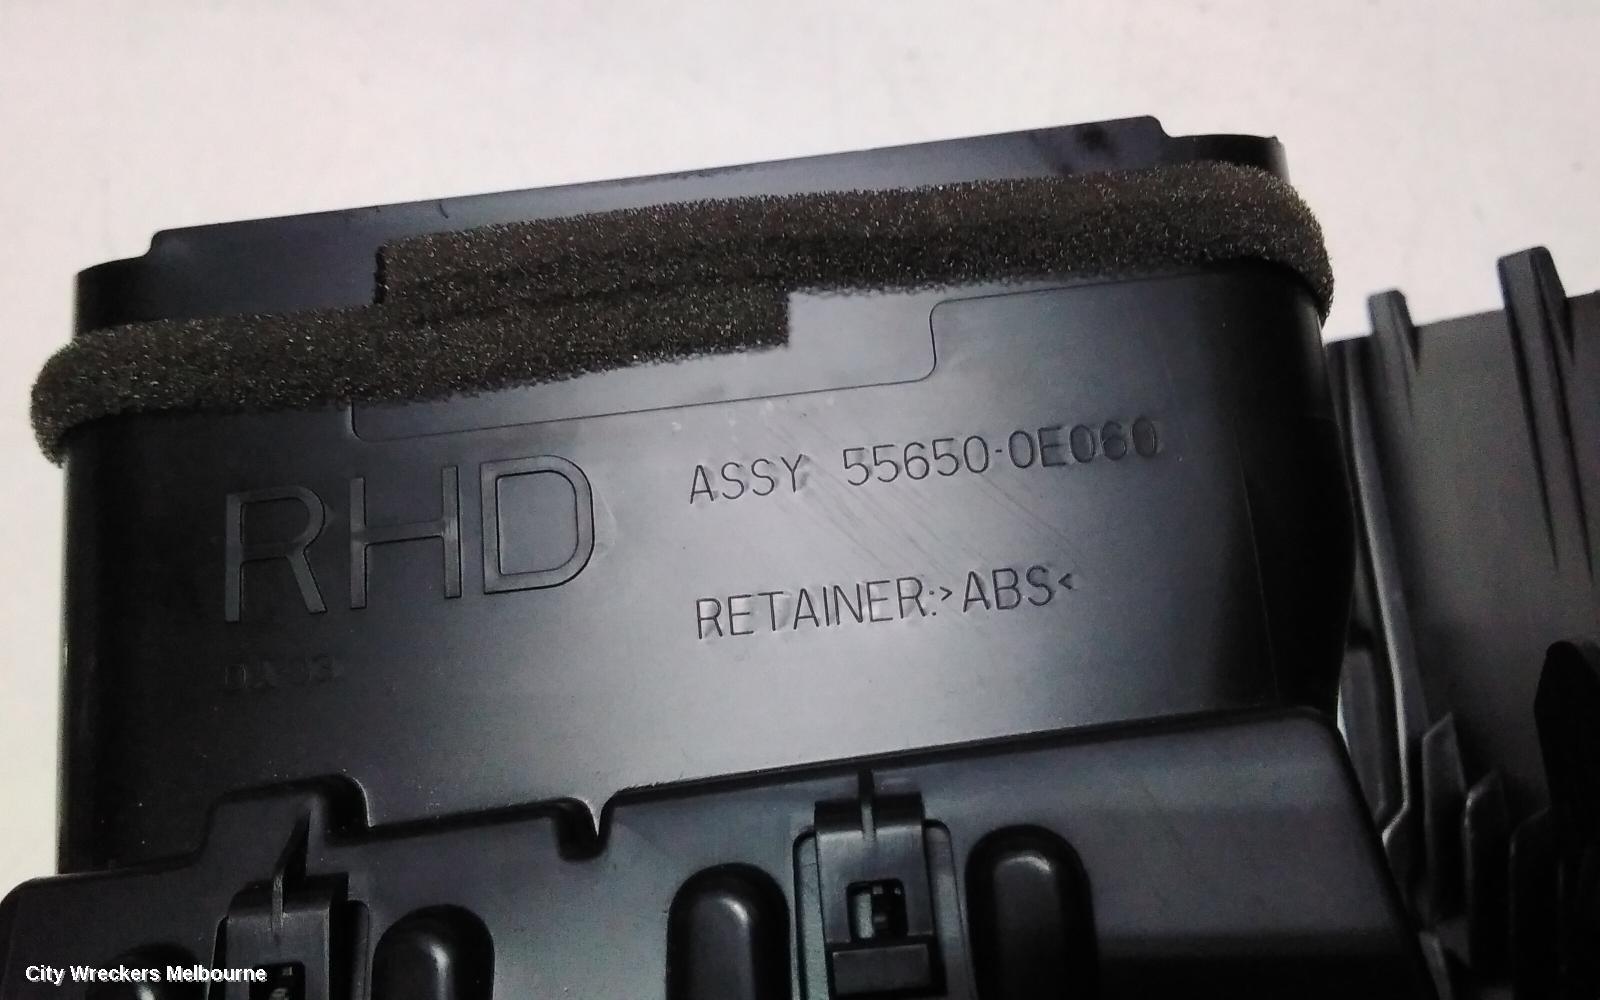 RHD
ASSY 55650-0E060
RETAINER:>ABS<
City Wreckers Melbourne